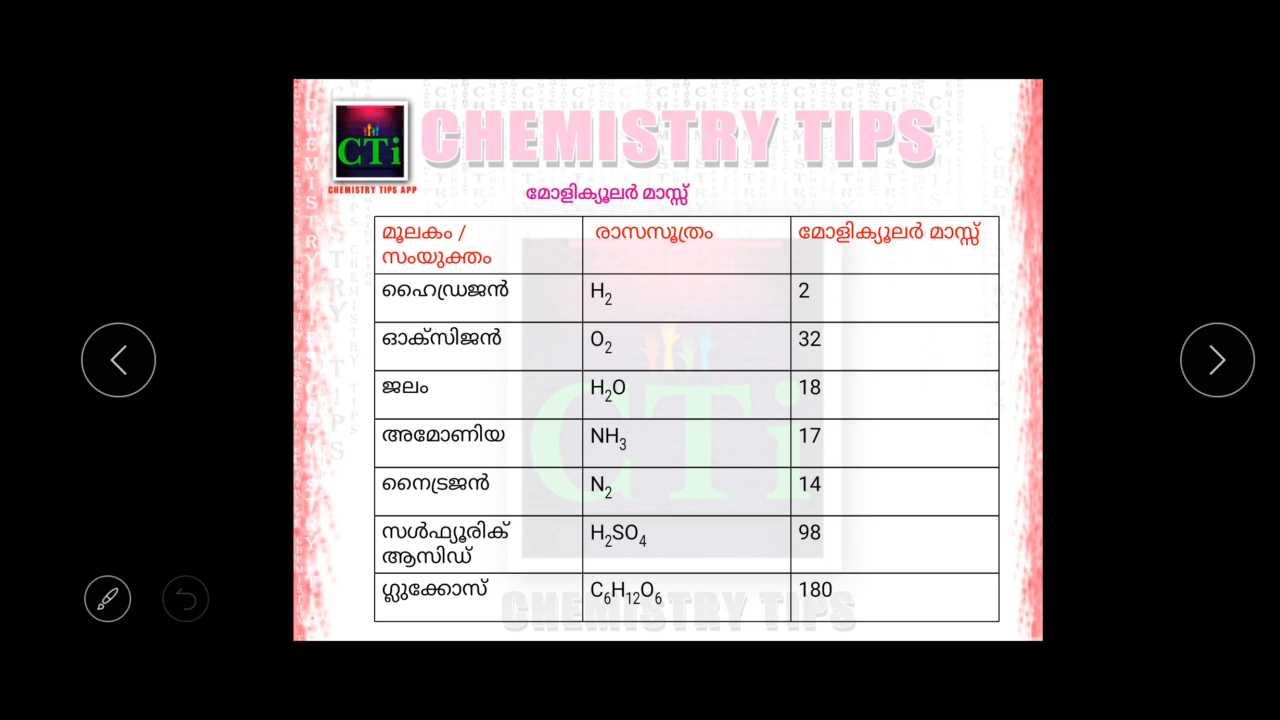 CTi
CHEMISTRY TIPS
CHEMISTRY TIPS APP
മോളിക്യൂലർ മാസ്സ്
മൂലകം / രാസസൂത്രം മോളിക്യൂലർ മാസ്സ്
സംയുക്തം
ഹൈഡ്രജൻ H₂ 2
ഓക്സിജൻ O₂ 32
ജലം H₂O 18
അമോണിയ NH₃ 17
നൈട്രജൻ N₂ 14
സൾഫ്യൂരിക് H₂SO₄ 98
ആസിഡ്
ഗ്ലൂക്കോസ് C₆H₁₂O₆ 180
CTi
CHEMISTRY TIPS